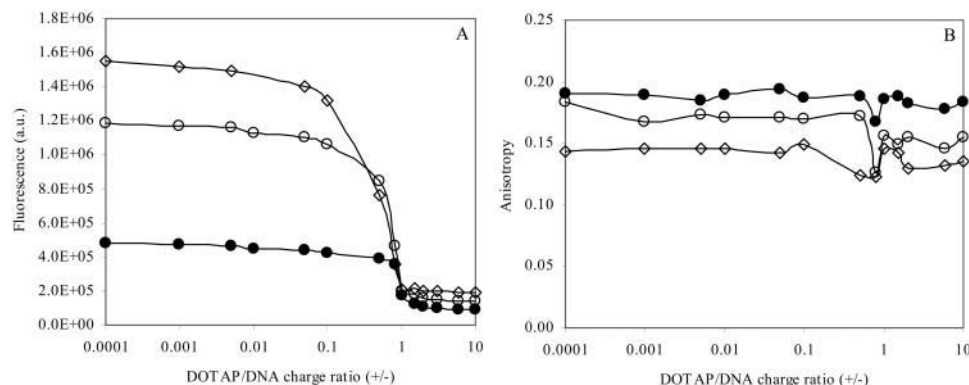 A
1.8E+06
1.6E+06
1.4E+06
1.2E+06
1.0E+06
8.0E+05
6.0E+05
4.0E+05
2.0E+05
0.0E+00
Fluorescence (a.u.)
0.0001 0.001 0.01 0.1 1 10
DOTAP/DNA charge ratio (+/-)
B
0.25
0.20
0.15
0.10
0.05
0.00
Anisotropy
0.0001 0.001 0.01 0.1 1 10
DOTAP/DNA charge ratio (+/-)